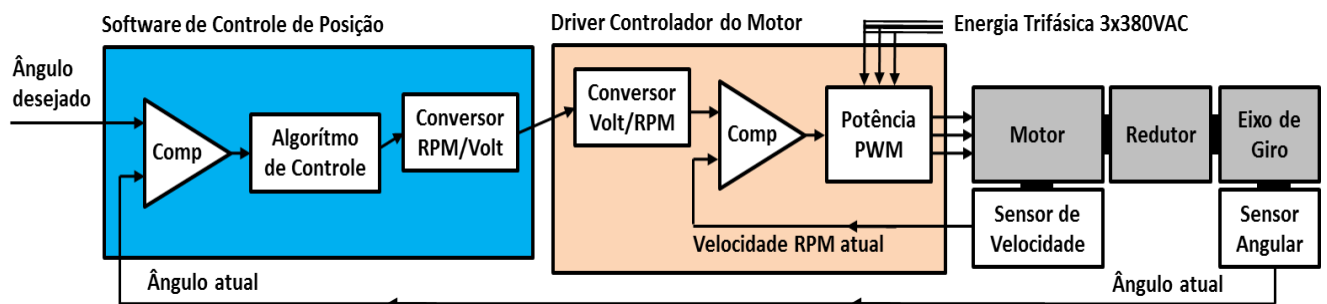 Software de Controle de Posição
Driver Controlador do Motor
Energia Trifásica 3x380VAC
Ângulo
desejado
Comp
Algorítmo
de Controle
Conversor
RPM/Volt
Conversor
Volt/RPM
Comp
Potência
PWM
Motor
Redutor
Eixo de
Giro
Sensor de
Velocidade
Sensor
Angular
Velocidade RPM atual
Ângulo atual
Ângulo atual